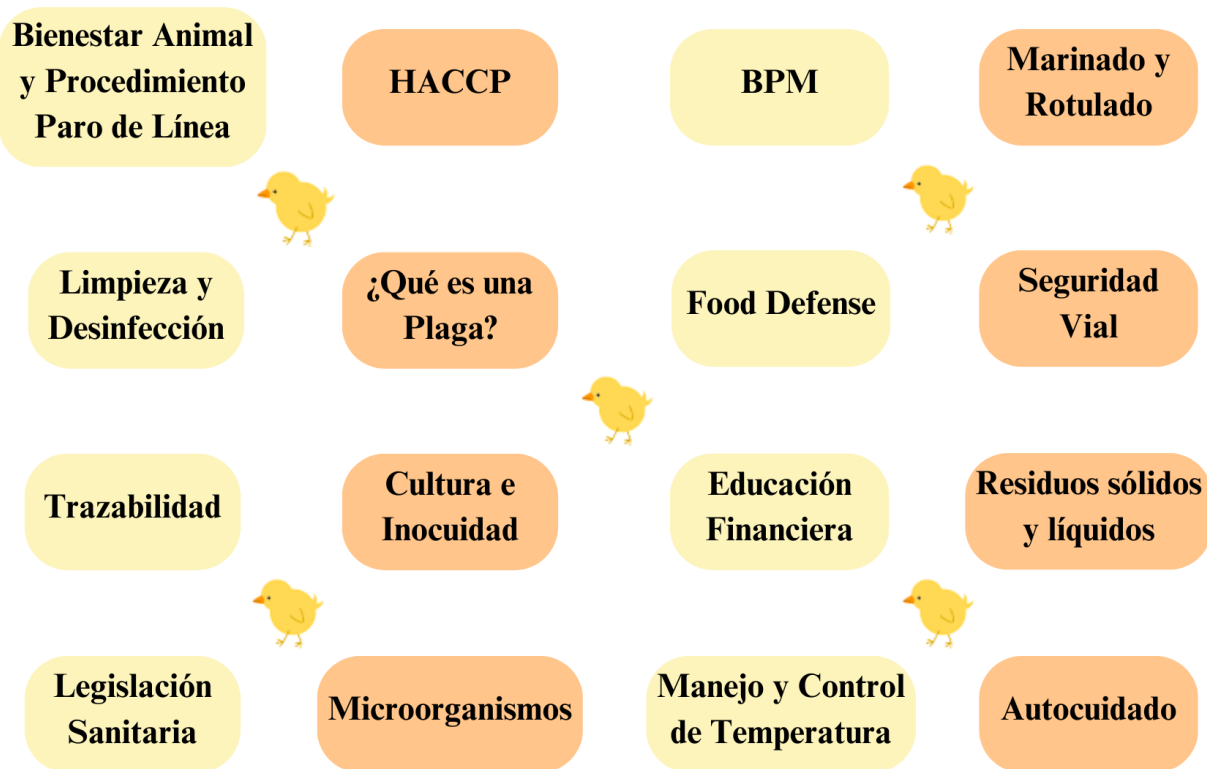 Bienestar Animal
y Procedimiento
Paro de Línea
HACCP
BPM
Marinado y
Rotulado
Limpieza y
Desinfección
¿Qué es una
Plaga?
Food Defense
Seguridad
Vial
Trazabilidad
Cultura e
Inocuidad
Educación
Financiera
Residuos sólidos
y líquidos
Legislación
Sanitaria
Microorganismos
Manejo y Control
de Temperatura
Autocuidado